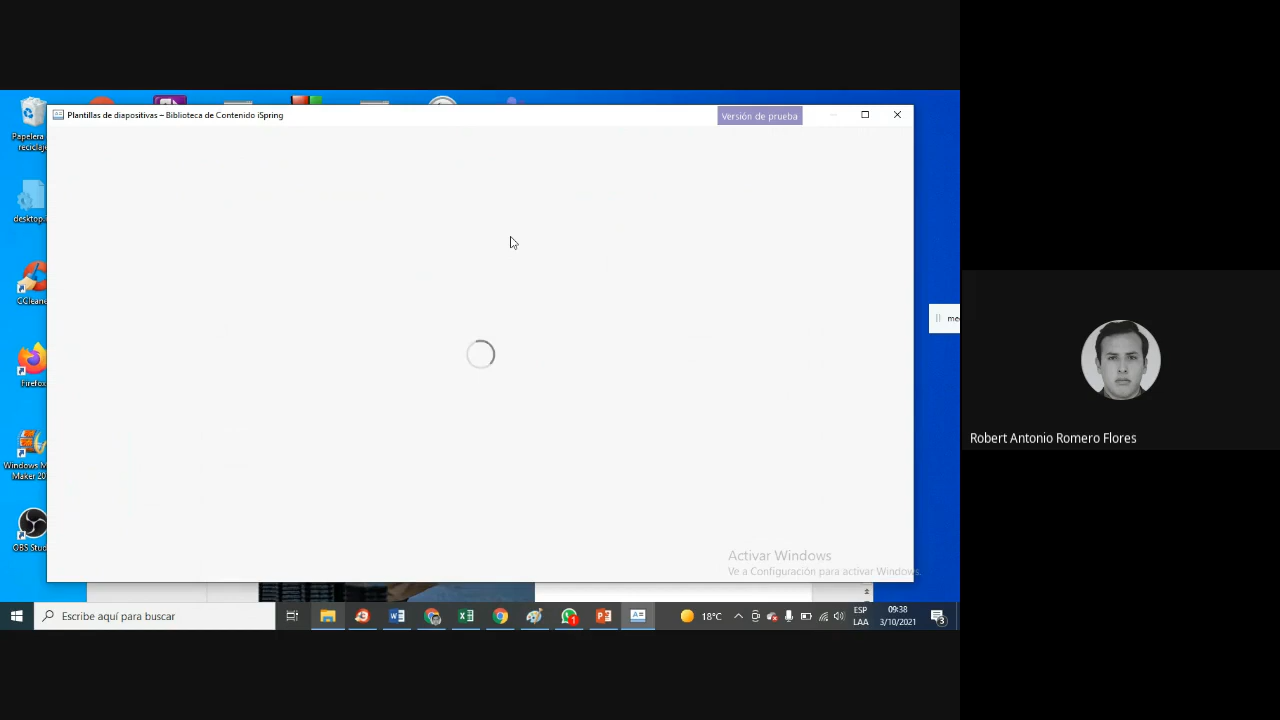 Plantillas de diapositivas – Biblioteca de Contenido iSpring
Versión de prueba
Papelera
reciclaje
desktop.
CCleane
Firefox
Windows M
Maker 20
OBS Stud
Robert Antonio Romero Flores
Activar Windows
Ve a Configuración para activar Windows.
Escribe aquí para buscar
18°C
ESP
LAA
09:38
3/10/2021
3
1